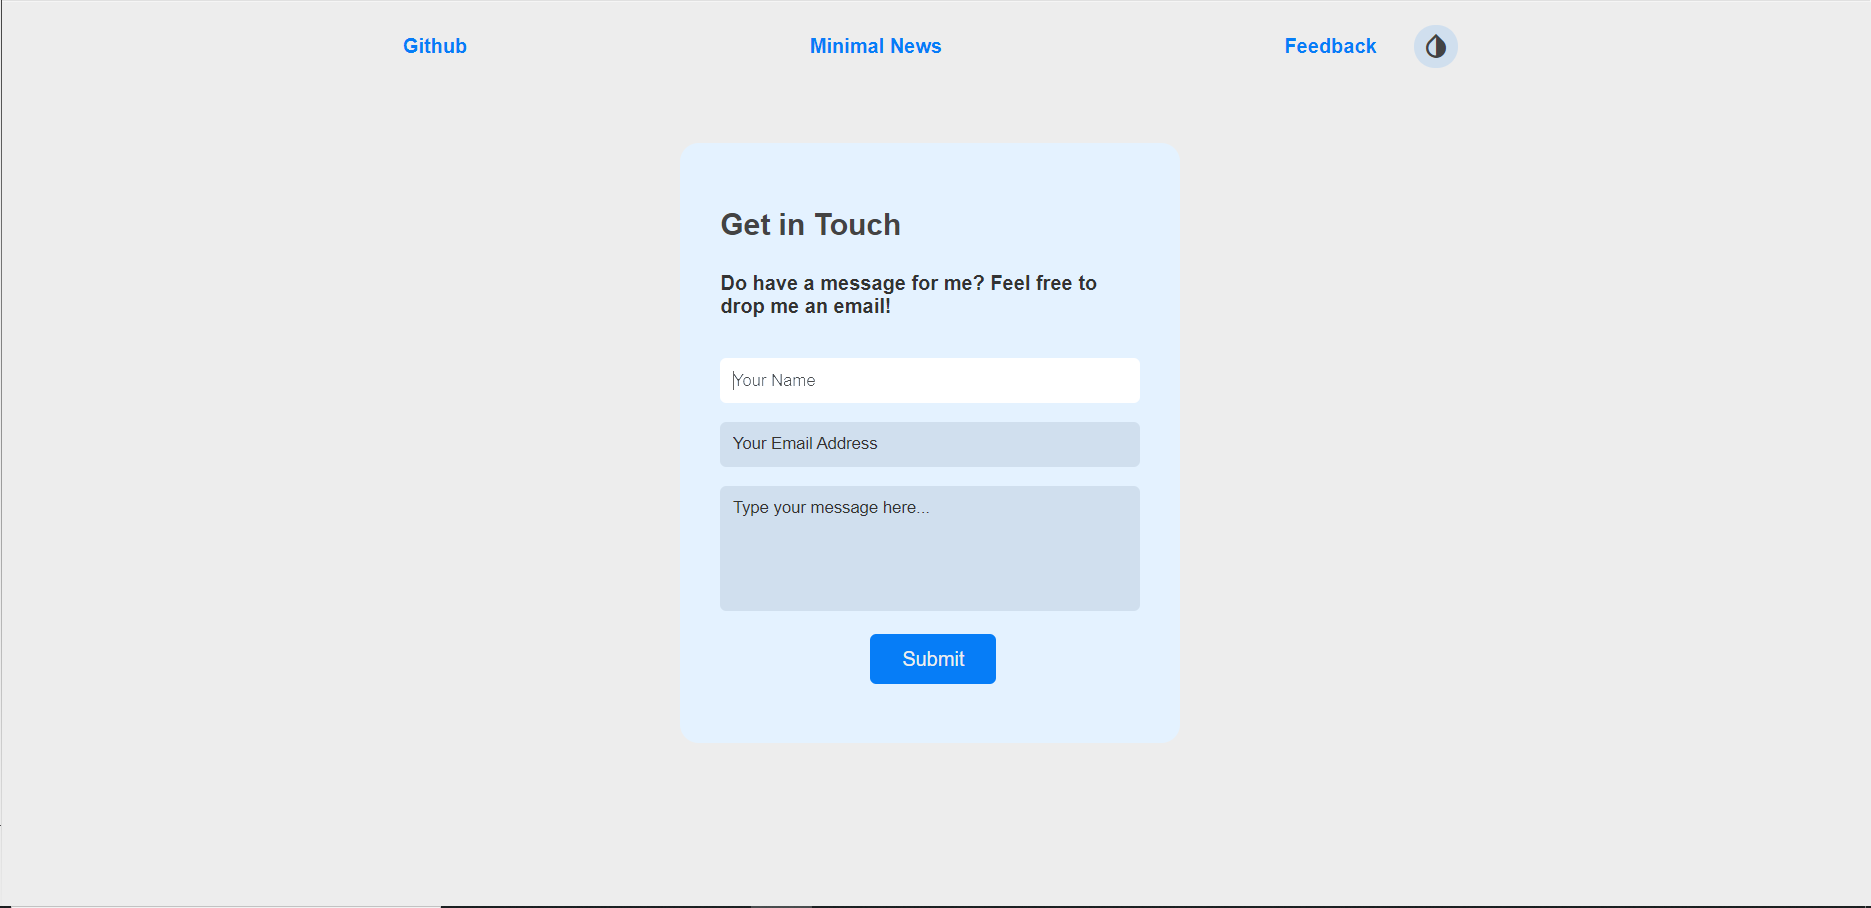 Github
Minimal News
Feedback
Get in Touch
Do have a message for me? Feel free to
drop me an email!
Your Name
Your Email Address
Type your message here...
Submit